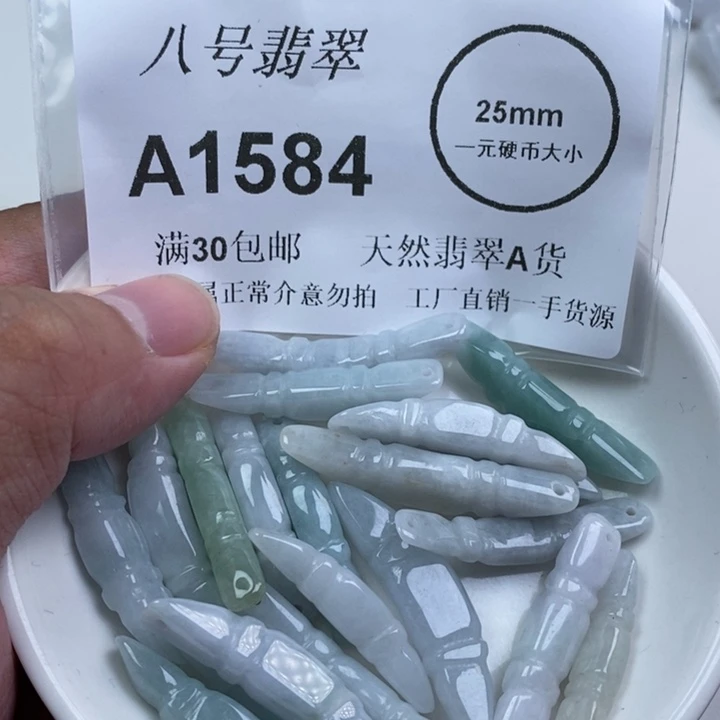 八号翡翠
25mm
一元硬币大小
A1584
满30包邮 天然翡翠A货
正常介意勿拍 工厂直销一手货源